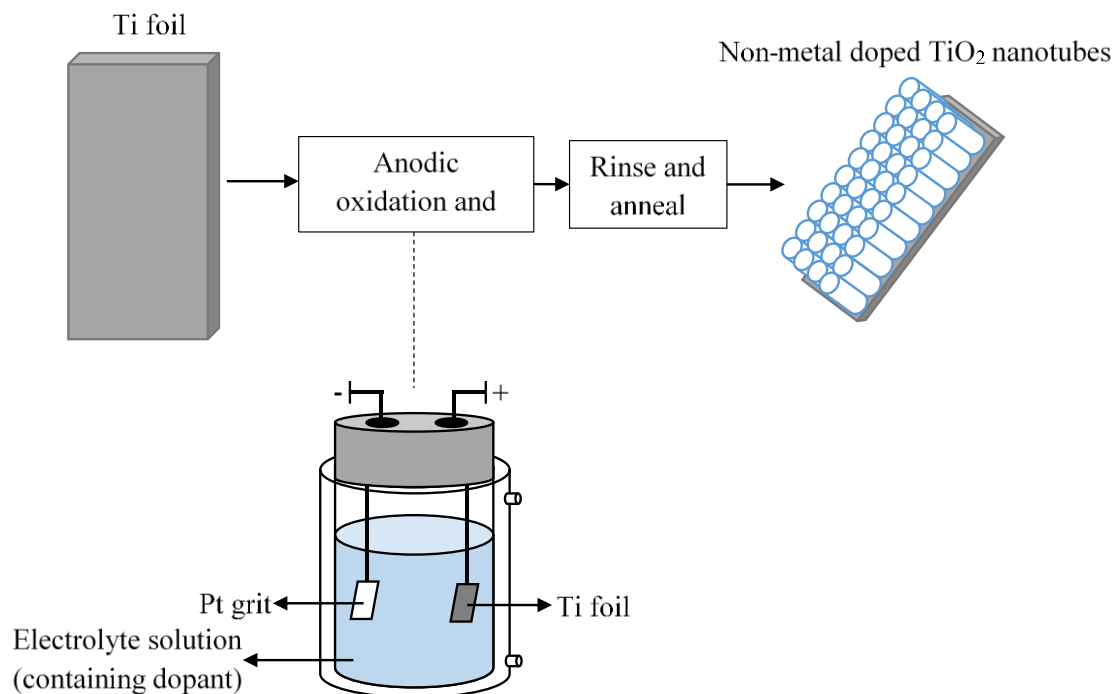 Ti foil
Non-metal doped TiO₂ nanotubes
Anodic
oxidation and
Rinse and
anneal
- +
Pt grit
Ti foil
Electrolyte solution
(containing dopant)